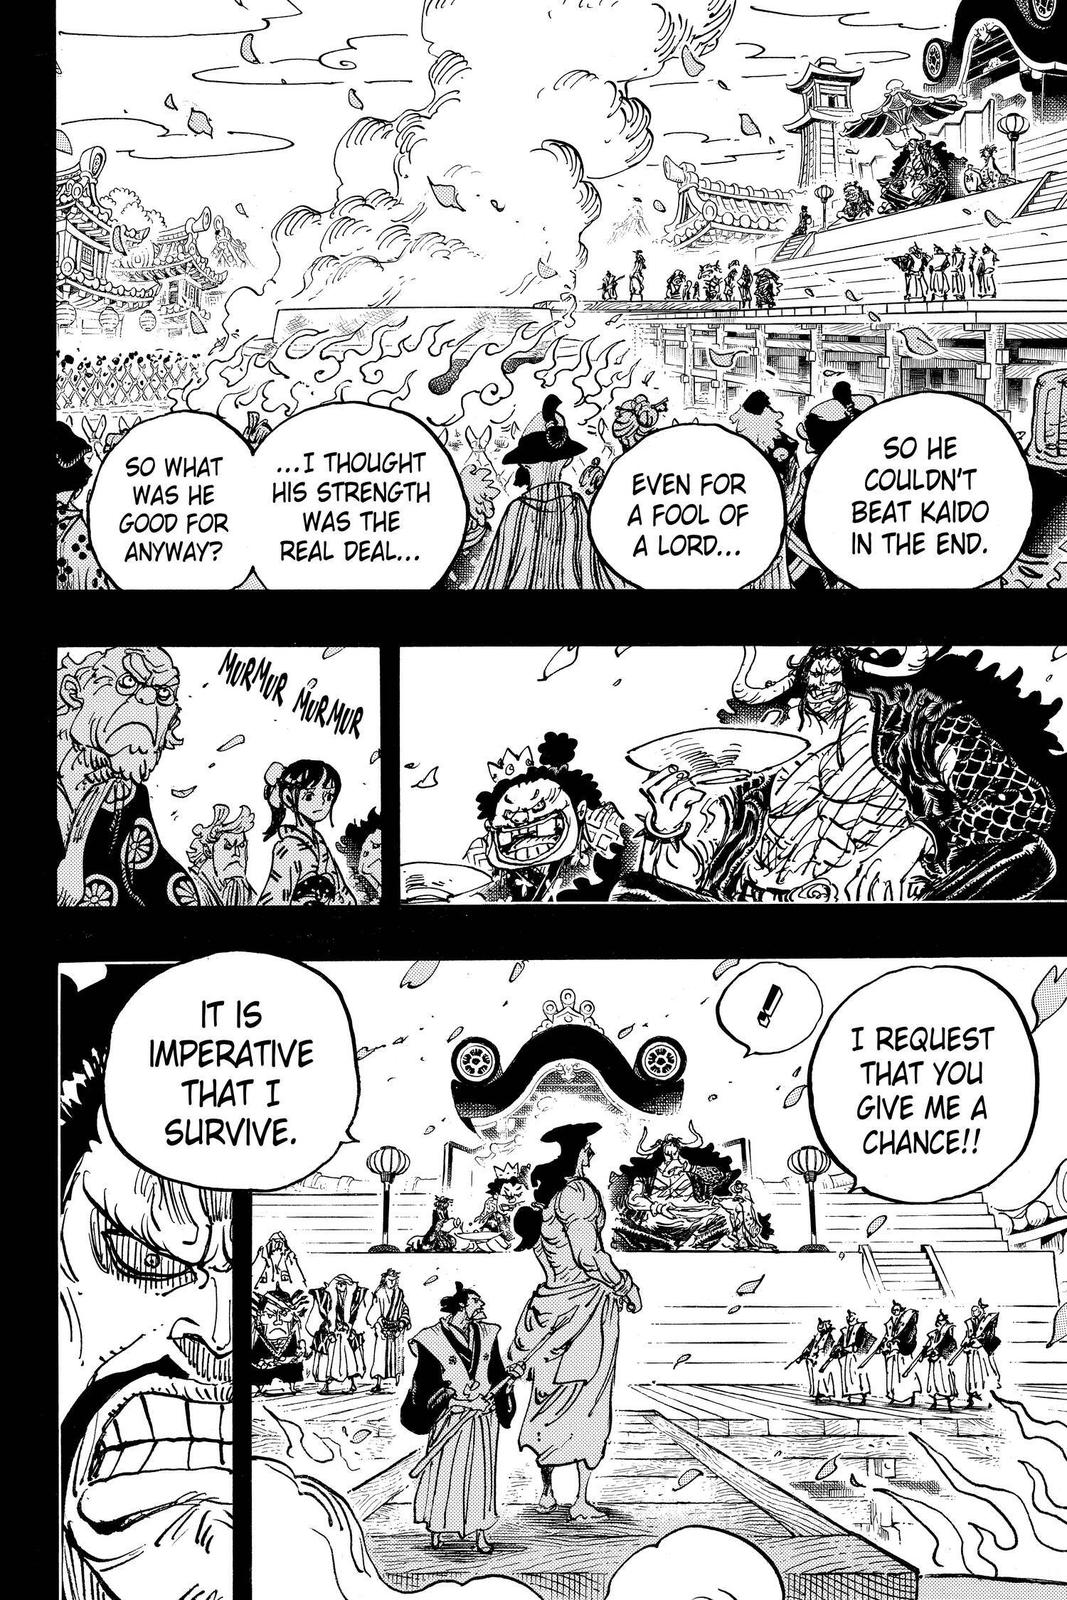 SO HE
COULDN'T
BEAT KAIDO
IN THE END.
EVEN FOR
A FOOL OF
A LORD...
...I THOUGHT
HIS STRENGTH
WAS THE
REAL DEAL...
SO WHAT
WAS HE
GOOD FOR
ANYWAY?
MURMUR MURMUR
I REQUEST
THAT YOU
GIVE ME A
CHANCE!!
!
IT IS
IMPERATIVE
THAT I
SURVIVE.